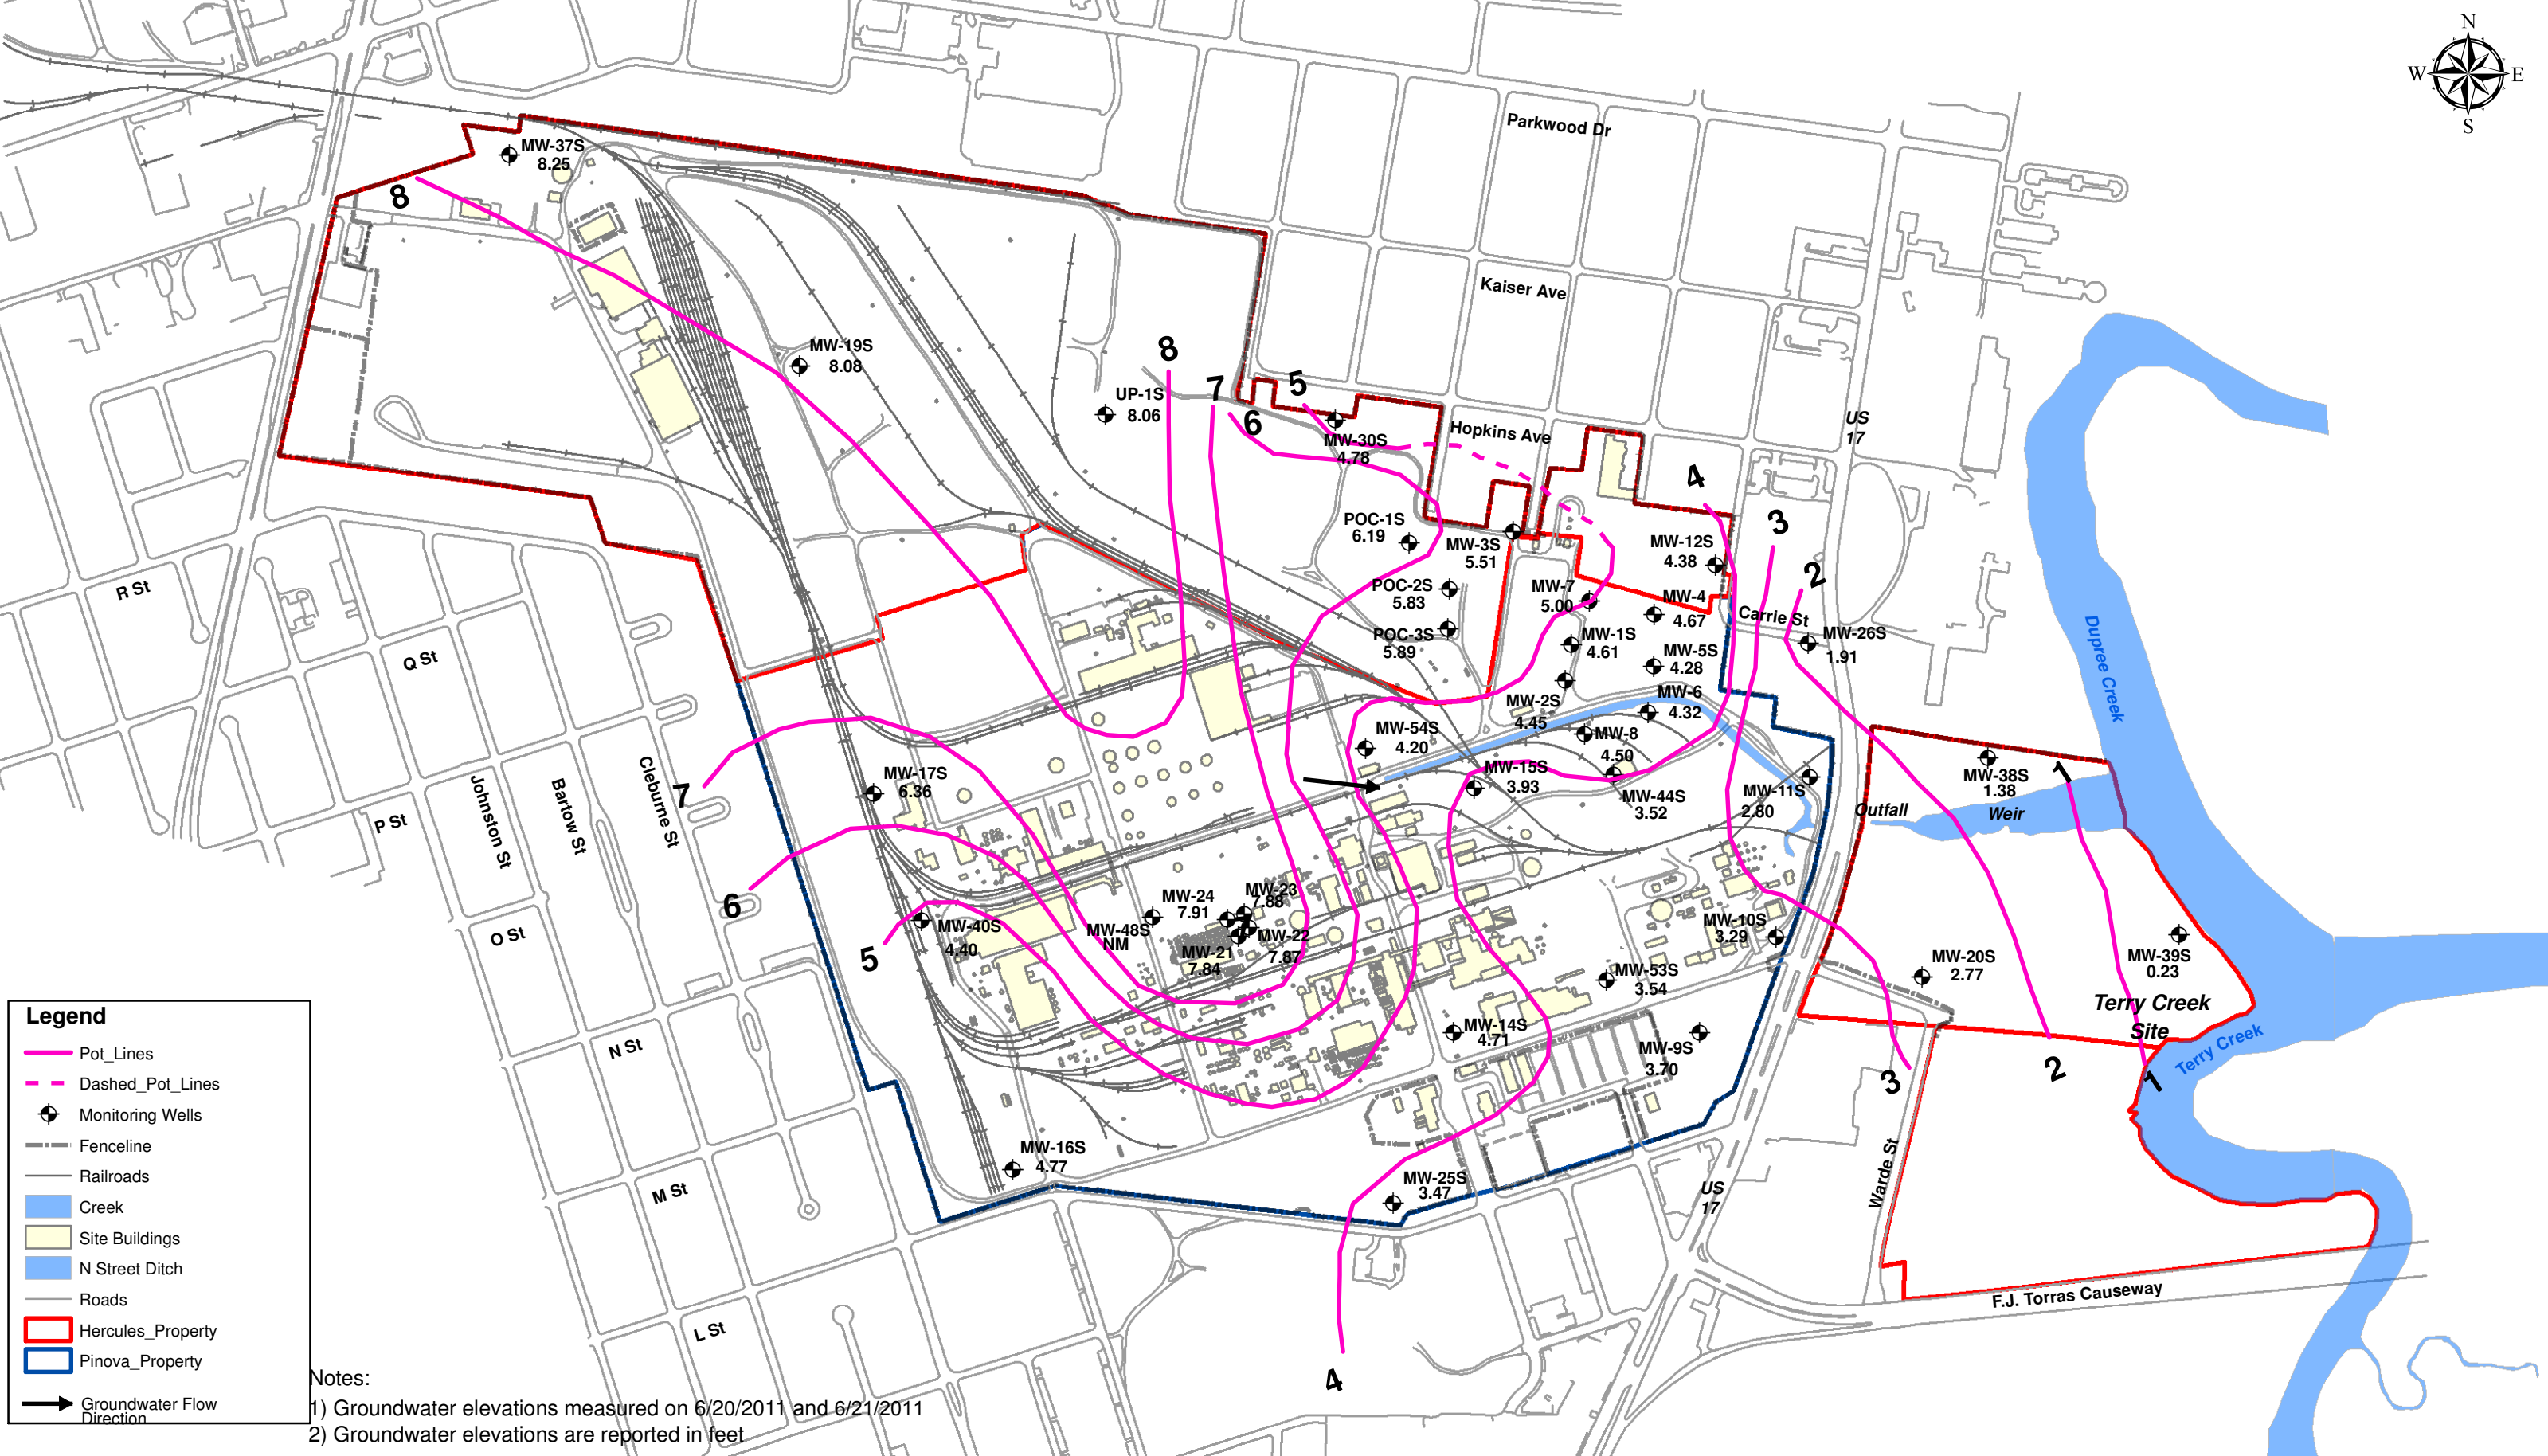 N
W
E
S
Parkwood Dr
MW-37S
8.25
8
Kaiser Ave
MW-19S
8.08
8
UP-1S
8.06
7
5
6
US
17
Hopkins Ave
MW-30S
4.78
4
3
2
POC-1S
6.19
MW-3S
5.51
MW-12S
4.38
POC-2S
5.83
MW-7
5.00
MW-4
4.67
Carrie St
R St
POC-3S
5.89
MW-1S
4.61
MW-26S
1.91
MW-5S
4.28
Q St
Dupree Creek
MW-2S
4.45
MW-6
4.32
MW-54S
4.20
MW-8
4.50
MW-17S
6.36
7
MW-15S
3.93
MW-44S
3.52
MW-11S
2.80
MW-38S
1.38
1
Outfall
Weir
P St
Johnston St
Bartow St
Cleburne St
6
MW-24
7.91
MW-23
7.88
MW-48S
NM
MW-40S
4.40
MW-21
7.84
MW-22
7.87
7
MW-10S
3.29
O St
5
MW-53S
3.54
MW-20S
2.77
MW-39S
0.23
Terry Creek
Site
Terry Creek
MW-14S
4.71
MW-9S
3.70
N St
3
2
1
MW-16S
4.77
MW-25S
3.47
US
17
Warde St
M St
L St
F.J. Torras Causeway
4
Legend
Pot_Lines
Dashed_Pot_Lines
Monitoring Wells
Fenceline
Railroads
Creek
Site Buildings
N Street Ditch
Roads
Hercules_Property
Pinova_Property
Groundwater Flow
Direction
Notes:
1) Groundwater elevations measured on 6/20/2011 and 6/21/2011
2) Groundwater elevations are reported in feet